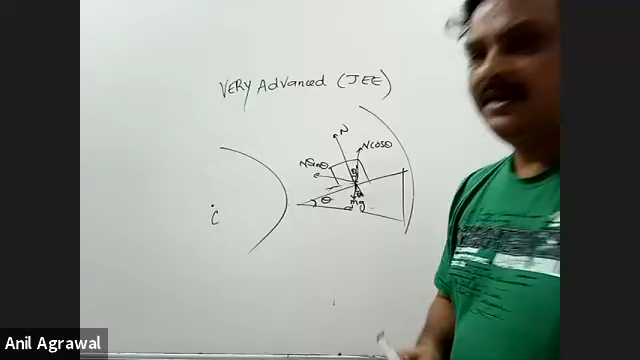 VERY Advanced (JEE)
N
Ncosθ
Nsinθ
c
θ
θ
mg
C
Anil Agrawal